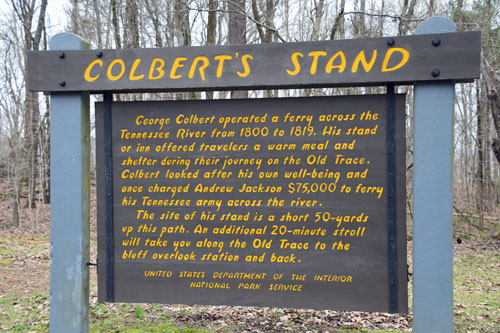 COLBERT'S STAND
George Colbert operated a ferry across the
Tennessee River from 1800 to 1819. His stand
or inn offered travelers a warm meal and
shelter during their journey on the Old Trace.
Colbert looked after his own well-being and
once charged Andrew Jackson $75,000 to ferry
his Tennessee army across the river.
The site of his stand is a short 50-yards
up this path. An additional 20-minute stroll
will take you along the Old Trace to the
bluff overlook station and back.
UNITED STATES DEPARTMENT OF THE INTERIOR
NATIONAL PARK SERVICE